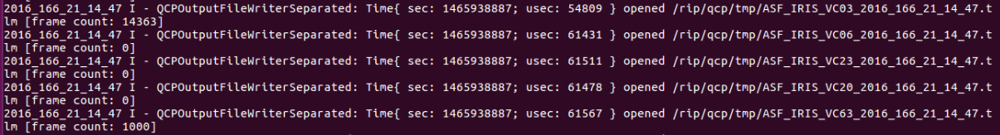 2016_166_21_14_47 I - QCPOutputFileWriterSeparated: Time{ sec: 1465938887; usec: 54809 } opened /rip/qcp/tmp/ASF_IRIS_VC03_2016_166_21_14_47.t
lm [frame count: 14363]
2016_166_21_14_47 I - QCPOutputFileWriterSeparated: Time{ sec: 1465938887; usec: 61431 } opened /rip/qcp/tmp/ASF_IRIS_VC06_2016_166_21_14_47.t
lm [frame count: 0]
2016_166_21_14_47 I - QCPOutputFileWriterSeparated: Time{ sec: 1465938887; usec: 61511 } opened /rip/qcp/tmp/ASF_IRIS_VC23_2016_166_21_14_47.t
lm [frame count: 0]
2016_166_21_14_47 I - QCPOutputFileWriterSeparated: Time{ sec: 1465938887; usec: 61478 } opened /rip/qcp/tmp/ASF_IRIS_VC20_2016_166_21_14_47.t
lm [frame count: 0]
2016_166_21_14_47 I - QCPOutputFileWriterSeparated: Time{ sec: 1465938887; usec: 61567 } opened /rip/qcp/tmp/ASF_IRIS_VC63_2016_166_21_14_47.t
lm [frame count: 1000]